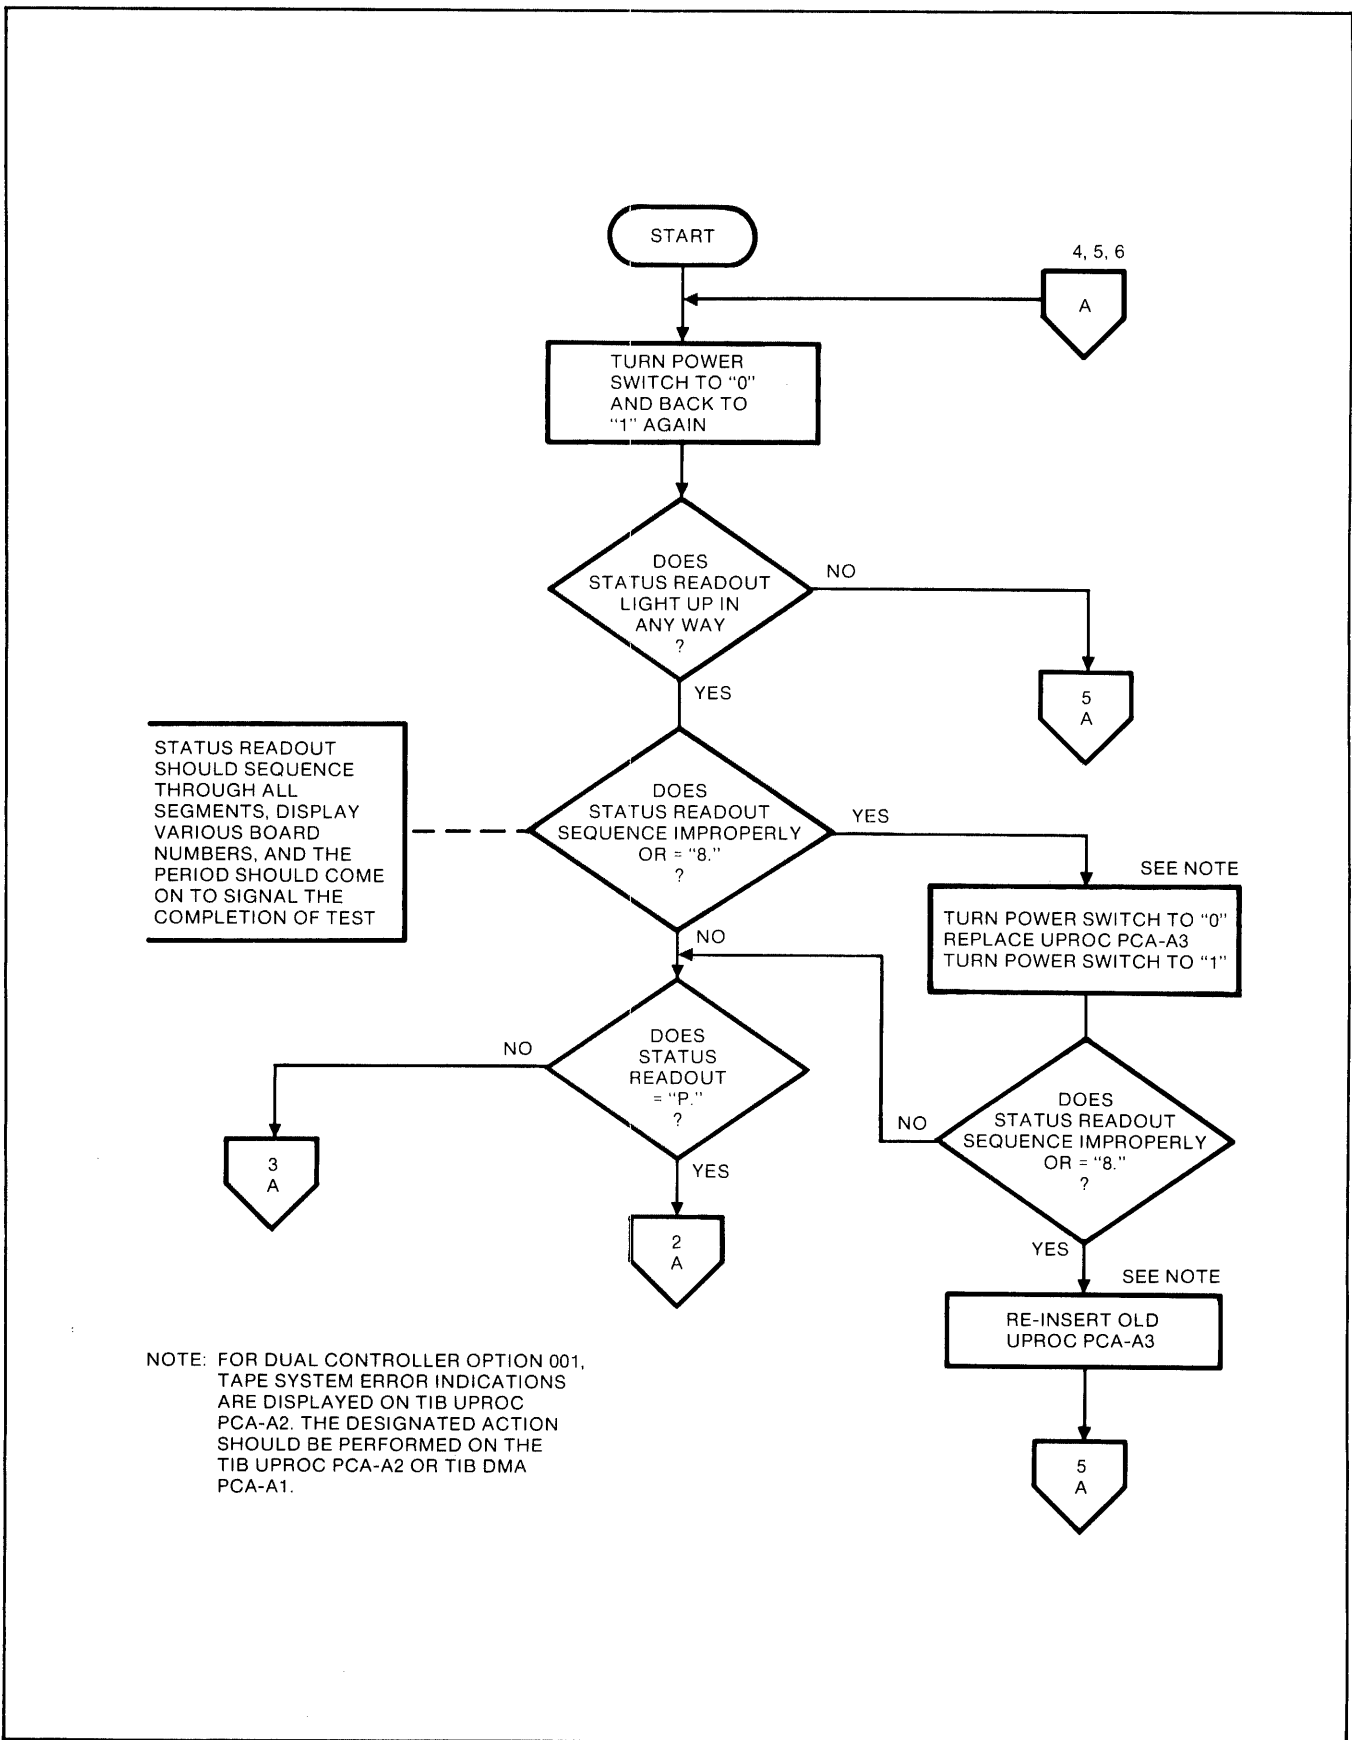 START
4, 5, 6
A
TURN POWER
SWITCH TO "0"
AND BACK TO
"1" AGAIN
DOES
STATUS READOUT
LIGHT UP IN
ANY WAY
?
NO
5
A
YES
STATUS READOUT
SHOULD SEQUENCE
THROUGH ALL
SEGMENTS, DISPLAY
VARIOUS BOARD
NUMBERS, AND THE
PERIOD SHOULD COME
ON TO SIGNAL THE
COMPLETION OF TEST
DOES
STATUS READOUT
SEQUENCE IMPROPERLY
OR = "8."
?
YES
SEE NOTE
TURN POWER SWITCH TO "0"
REPLACE UPROC PCA-A3
TURN POWER SWITCH TO "1"
NO
DOES
STATUS
READOUT
= "P."
?
NO
3
A
YES
2
A
DOES
STATUS READOUT
SEQUENCE IMPROPERLY
OR = "8."
?
NO
YES
SEE NOTE
RE-INSERT OLD
UPROC PCA-A3
5
A
NOTE: FOR DUAL CONTROLLER OPTION 001,
TAPE SYSTEM ERROR INDICATIONS
ARE DISPLAYED ON TIB UPROC
PCA-A2. THE DESIGNATED ACTION
SHOULD BE PERFORMED ON THE
TIB UPROC PCA-A2 OR TIB DMA
PCA-A1.